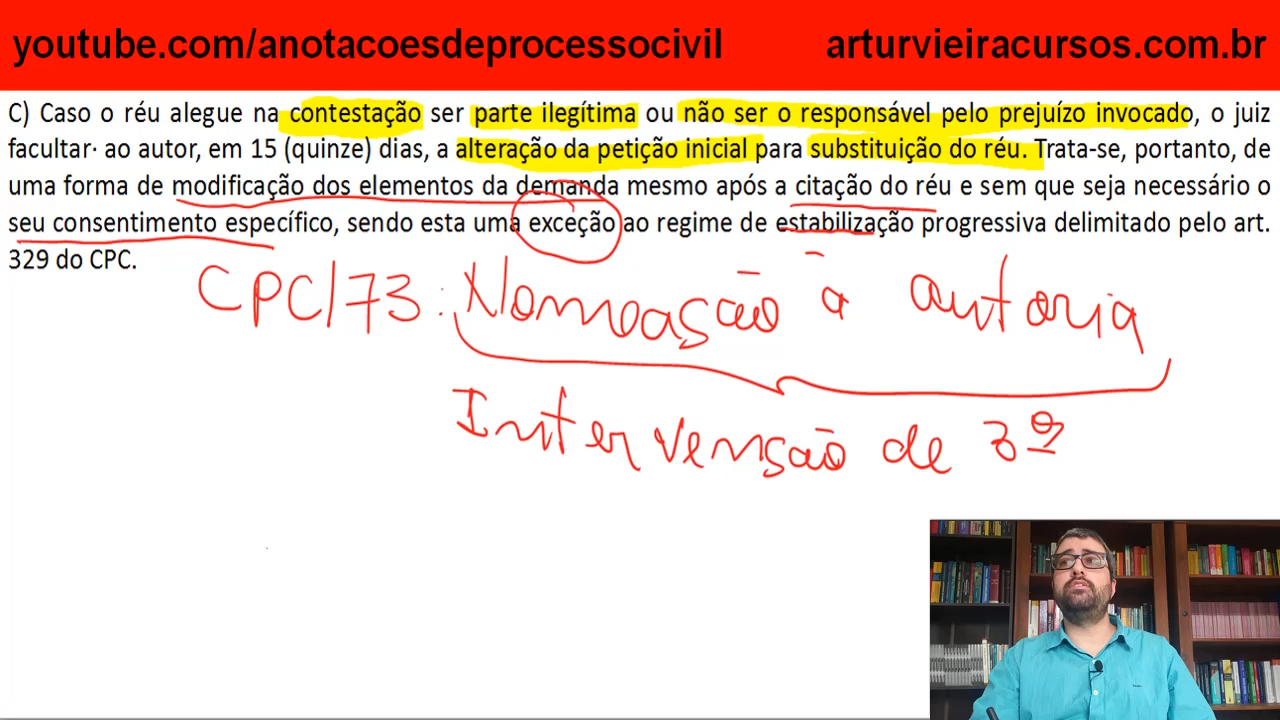 youtube.com/anotacoesdeprocessocivil arturvieiracursos.com.br
C) Caso o réu alegue na contestação ser parte ilegítima ou não ser o responsável pelo prejuízo invocado, o juiz
facultar· ao autor, em 15 (quinze) dias, a alteração da petição inicial para substituição do réu. Trata-se, portanto, de
uma forma de modificação dos elementos da demanda mesmo após a citação do réu e sem que seja necessário o
seu consentimento específico, sendo esta uma exceção ao regime de estabilização progressiva delimitado pelo art.
329 do CPC.
CPC/73: Nomeasão à autoria
Intervensão de 3º